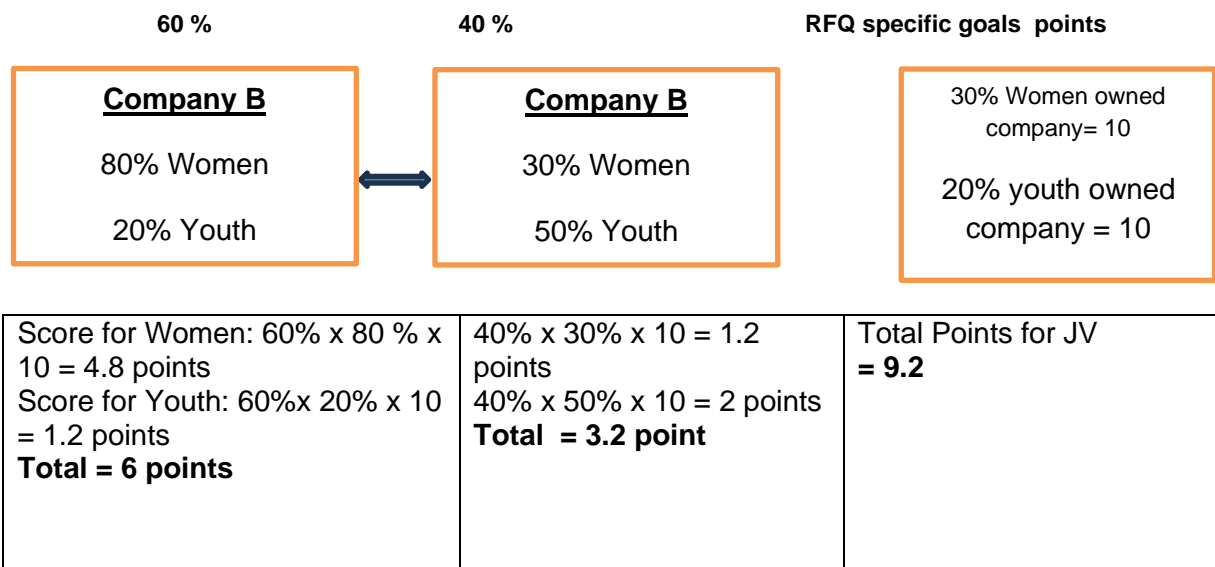 60 %
40 %
RFQ specific goals  points
Company B
80% Women
20% Youth
Company B
30% Women
50% Youth
30% Women owned
company= 10
20% youth owned
company = 10
Score for Women: 60% x 80 % x
10 = 4.8 points
Score for Youth: 60%x 20% x 10
= 1.2 points
Total = 6 points
40% x 30% x 10 = 1.2
points
40% x 50% x 10 = 2 points
Total  = 3.2 point
Total Points for JV
= 9.2